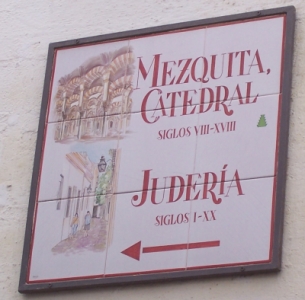 MEZQUITA,
CATEDRAL
SIGLOS VIII-XVIII
JUDERÍA
SIGLOS I-XX